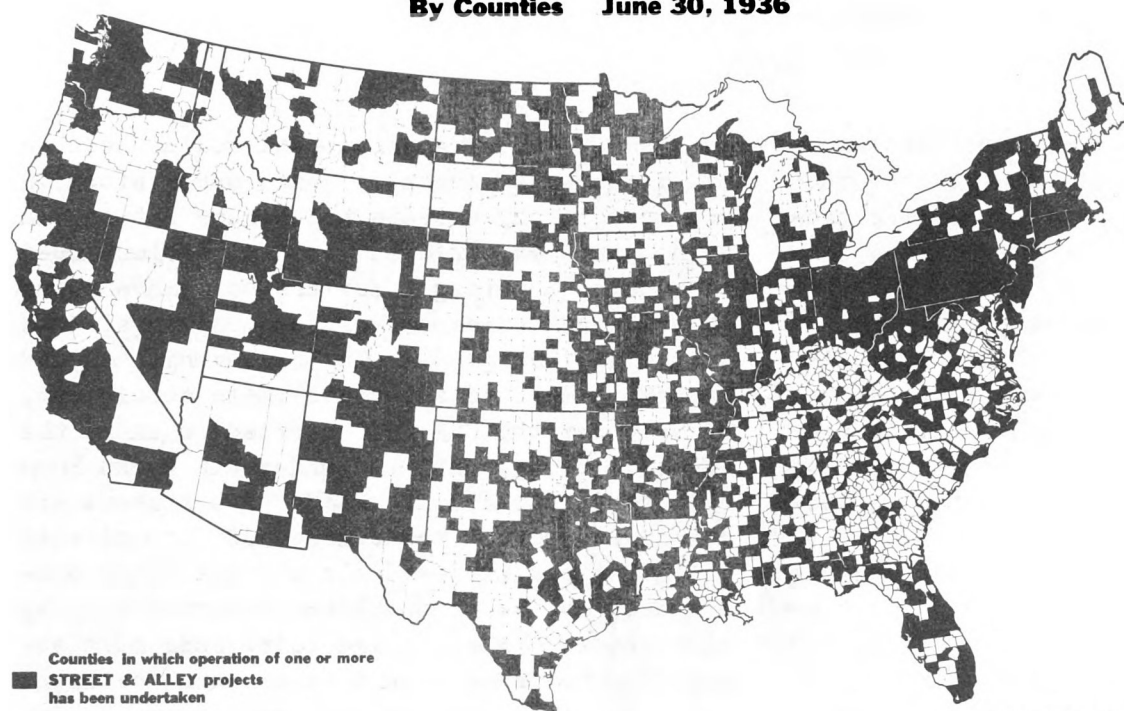 By Counties June 30, 1936
Counties in which operation of one or more
STREET & ALLEY projects
has been undertaken